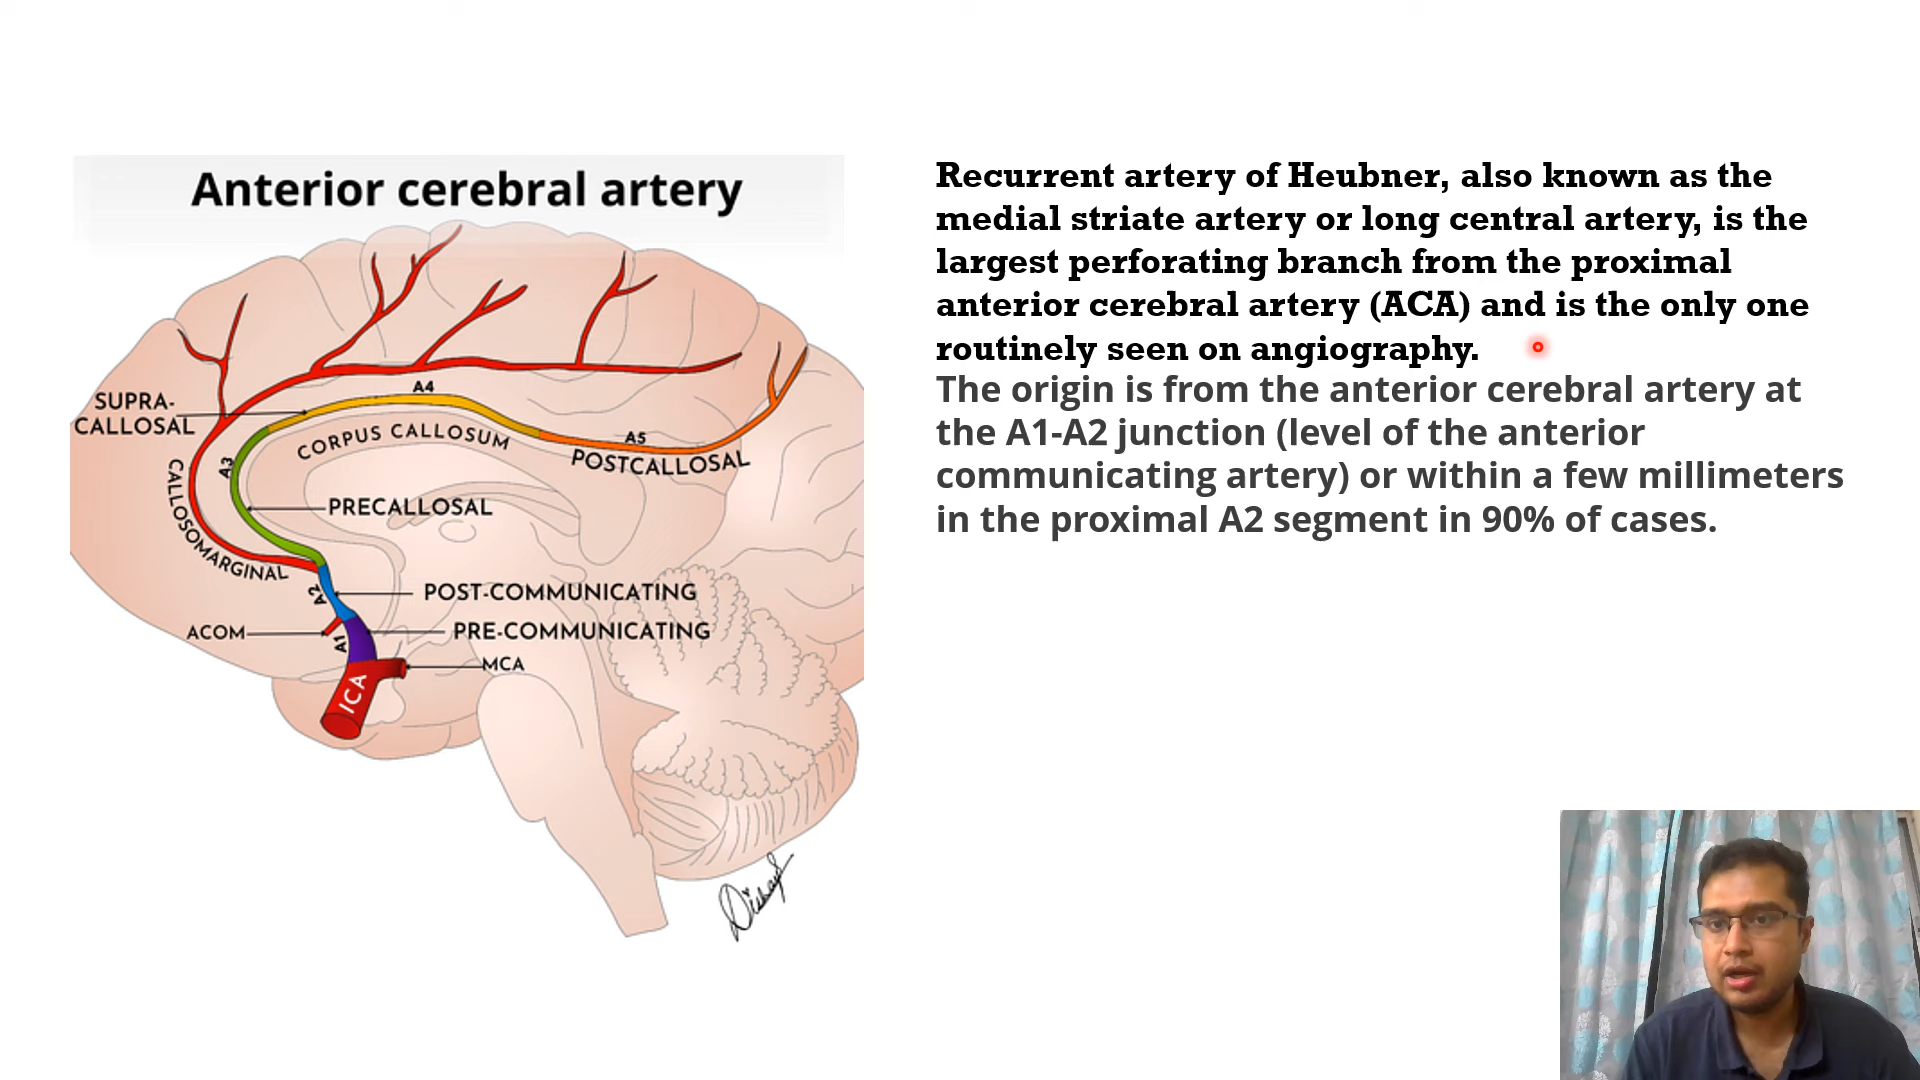 Anterior cerebral artery
Recurrent artery of Heubner, also known as the
medial striate artery or long central artery, is the
largest perforating branch from the proximal
anterior cerebral artery (ACA) and is the only one
routinely seen on angiography.
The origin is from the anterior cerebral artery at
the A1-A2 junction (level of the anterior
communicating artery) or within a few millimeters
in the proximal A2 segment in 90% of cases.
A4
SUPRA-
CALLOSAL
CORPUS CALLOSUM
A5
POSTCALLOSAL
A3
CALLOSOMARGINAL
PRECALLOSAL
A2
POST-COMMUNICATING
ACOM
A1
PRE-COMMUNICATING
MCA
ICA